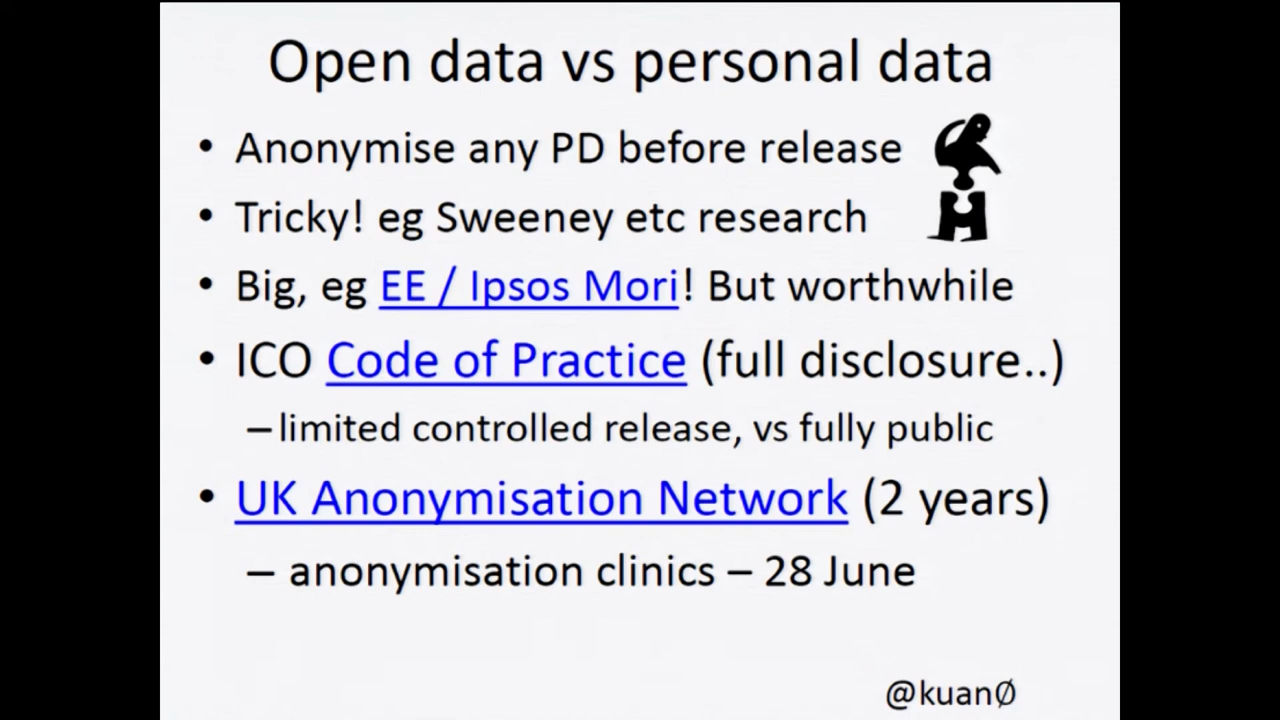 Open data vs personal data
• Anonymise any PD before release
• Tricky! eg Sweeney etc research
• Big, eg EE / Ipsos Mori! But worthwhile
• ICO Code of Practice (full disclosure..)
– limited controlled release, vs fully public
• UK Anonymisation Network (2 years)
– anonymisation clinics – 28 June
@kuan0